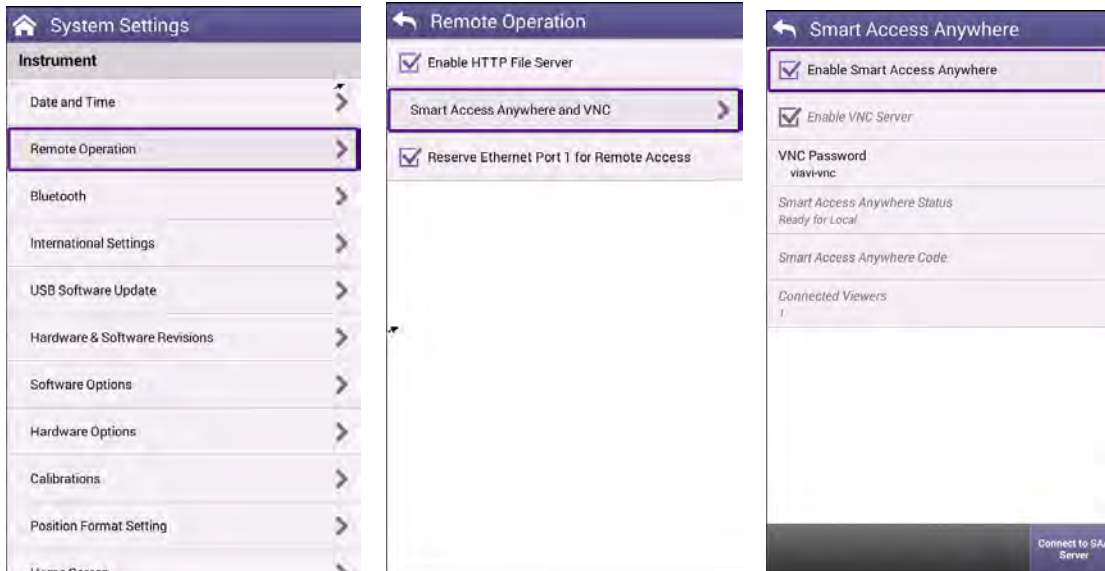 System Settings
Instrument
Date and Time
Remote Operation
Bluetooth
International Settings
USB Software Update
Hardware & Software Revisions
Software Options
Hardware Options
Calibrations
Position Format Setting
Remote Operation
Enable HTTP File Server
Smart Access Anywhere and VNC
Reserve Ethernet Port 1 for Remote Access
Smart Access Anywhere
Enable Smart Access Anywhere
Enable VNC Server
VNC Password
viavi-vnc
Smart Access Anywhere Status
Ready for Local
Smart Access Anywhere Code
Connected Viewers
1
Connect to SAA
Server